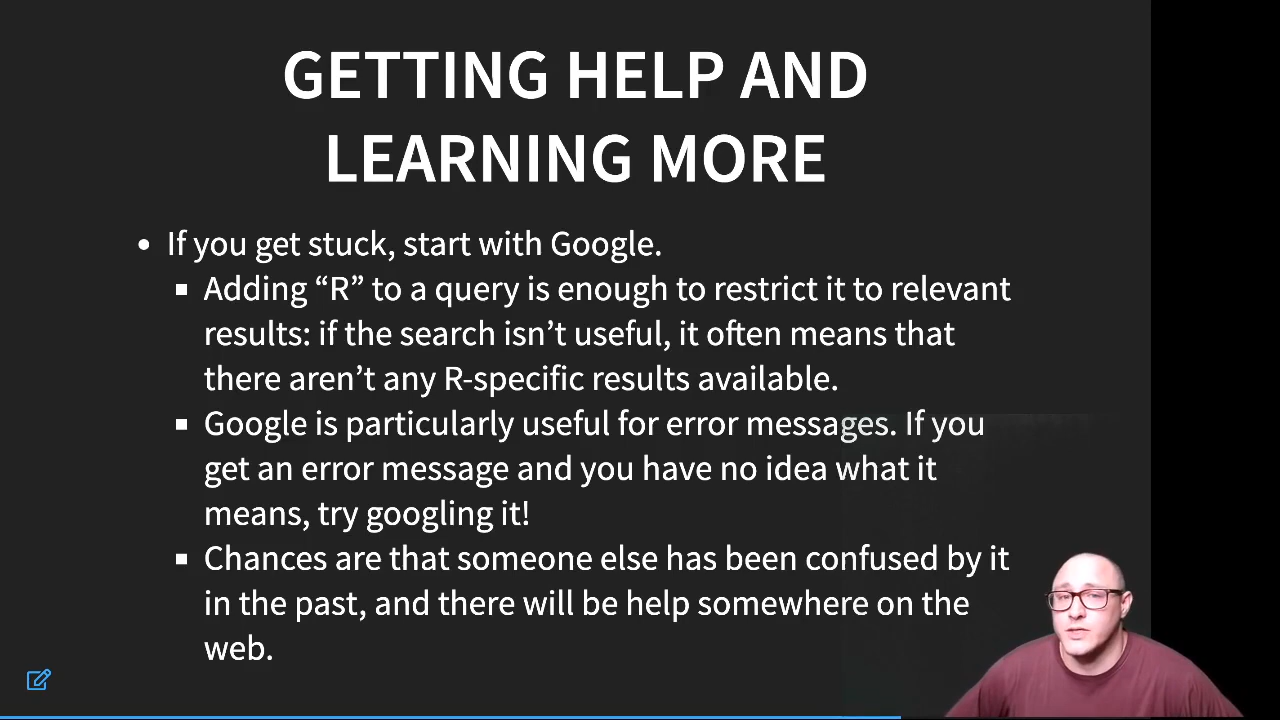 GETTING HELP AND
LEARNING MORE
If you get stuck, start with Google.
Adding “R” to a query is enough to restrict it to relevant
results: if the search isn’t useful, it often means that
there aren’t any R-specific results available.
Google is particularly useful for error messages. If you
get an error message and you have no idea what it
means, try googling it!
Chances are that someone else has been confused by it
in the past, and there will be help somewhere on the
web.